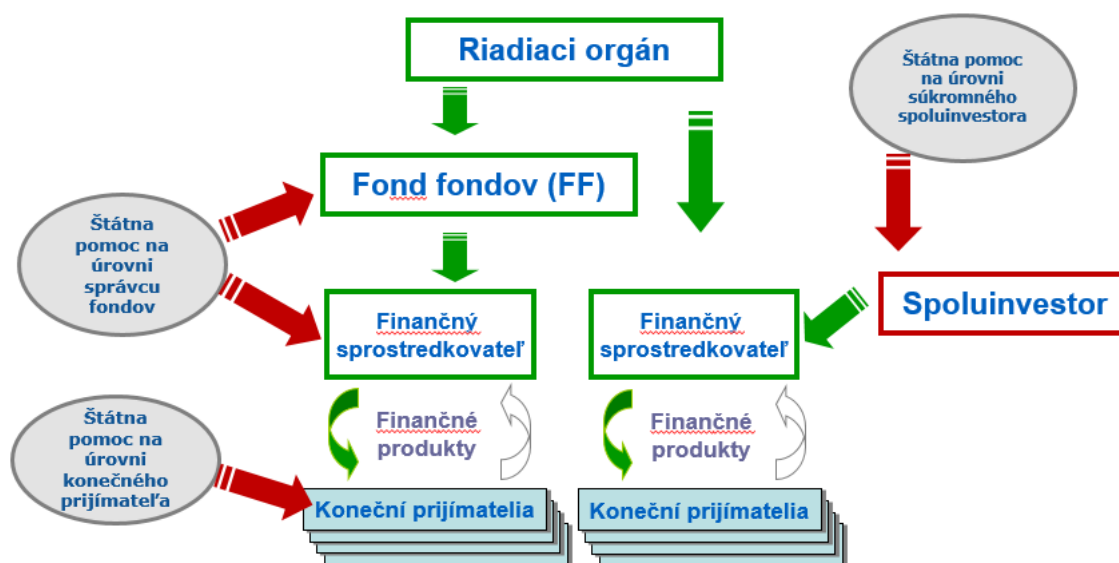 Riadiaci orgán
Štátna pomoc
na úrovni
súkromného
spoluinvestora
Fond fondov (FF)
Štátna
pomoc na
úrovni
správcu
fondov
Spoluinvestor
Finančný
sprostredkovateľ
Finančný
sprostredkovateľ
Finančné
produkty
Finančné
produkty
Štátna
pomoc na
úrovni
konečného
prijímateľa
Koneční prijímatelia
Koneční prijímatelia